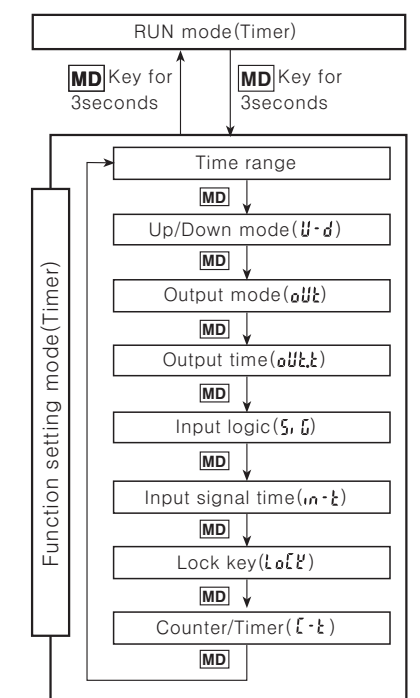 RUN mode(Timer)
MD Key for
3seconds
MD Key for
3seconds
Function setting mode(Timer)
Time range
MD
Up/Down mode(U-d)
MD
Output mode(oUt)
MD
Output time(oUt.t)
MD
Input logic(SiG)
MD
Input signal time(in-t)
MD
Lock key(LoCK)
MD
Counter/Timer(C-t)
MD